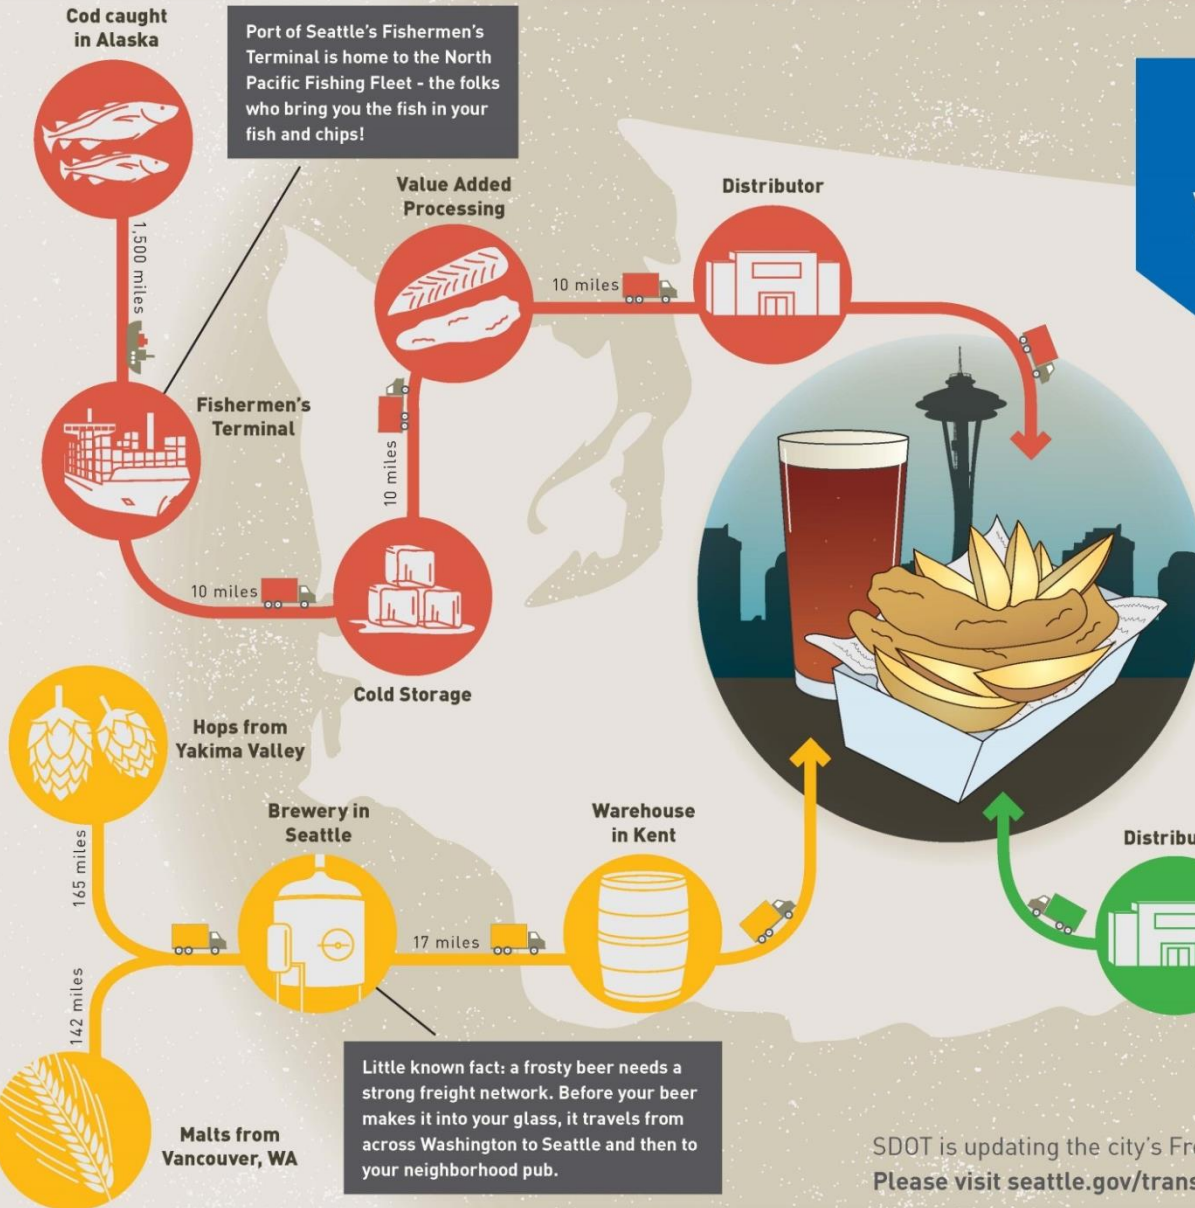 Cod caught
in Alaska
Port of Seattle's Fishermen's
Terminal is home to the North
Pacific Fishing Fleet - the folks
who bring you the fish in your
fish and chips!
1,500 miles
Fishermen's
Terminal
10 miles
Cold Storage
10 miles
Value Added
Processing
10 miles
Distributor
Hops from
Yakima Valley
165 miles
142 miles
Malts from
Vancouver, WA
Brewery in
Seattle
17 miles
Warehouse
in Kent
Little known fact: a frosty beer needs a
strong freight network. Before your beer
makes it into your glass, it travels from
across Washington to Seattle and then to
your neighborhood pub.
Distribu
SDOT is updating the city's Fre
Please visit seattle.gov/trans